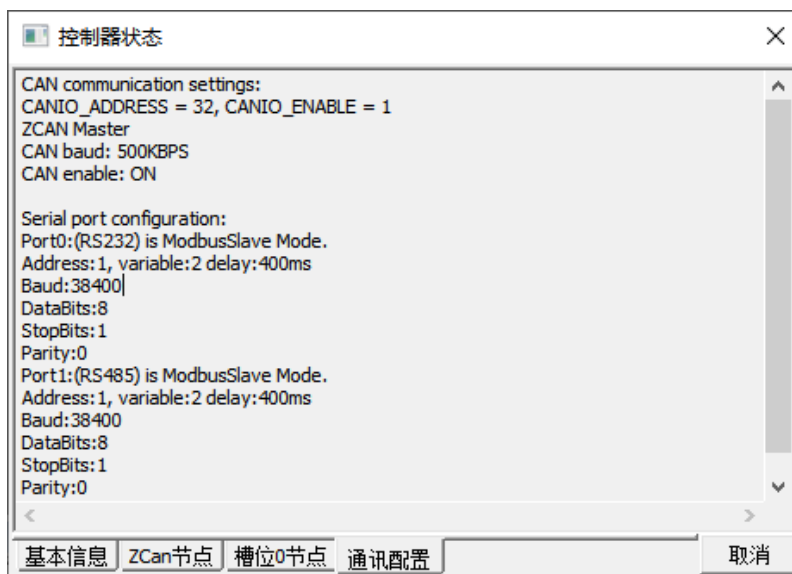 控制器状态
CAN communication settings:
CANIO_ADDRESS = 32, CANIO_ENABLE = 1
ZCAN Master
CAN baud: 500KBPS
CAN enable: ON
Serial port configuration:
Port0:(RS232) is ModbusSlave Mode.
Address:1, variable:2 delay:400ms
Baud:38400
DataBits:8
StopBits:1
Parity:0
Port1:(RS485) is ModbusSlave Mode.
Address:1, variable:2 delay:400ms
Baud:38400
DataBits:8
StopBits:1
Parity:0
基本信息 ZCan节点 槽位0节点 通讯配置 取消